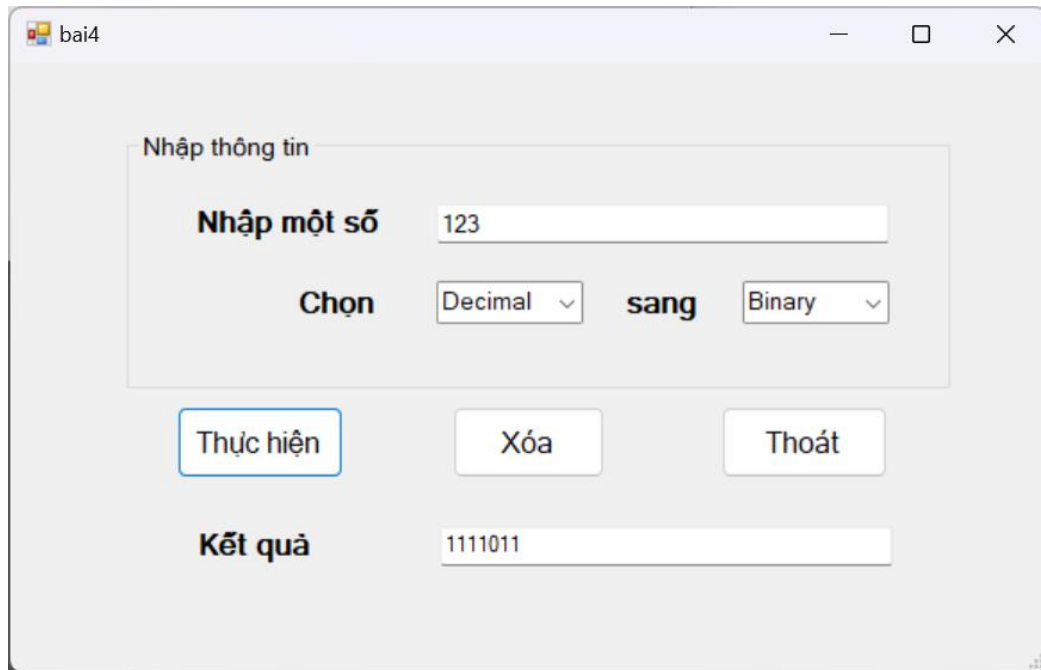 bai4
Nhập thông tin
Nhập một số 123
Chọn Decimal sang Binary
Thực hiện Xóa Thoát
Kết quả 1111011